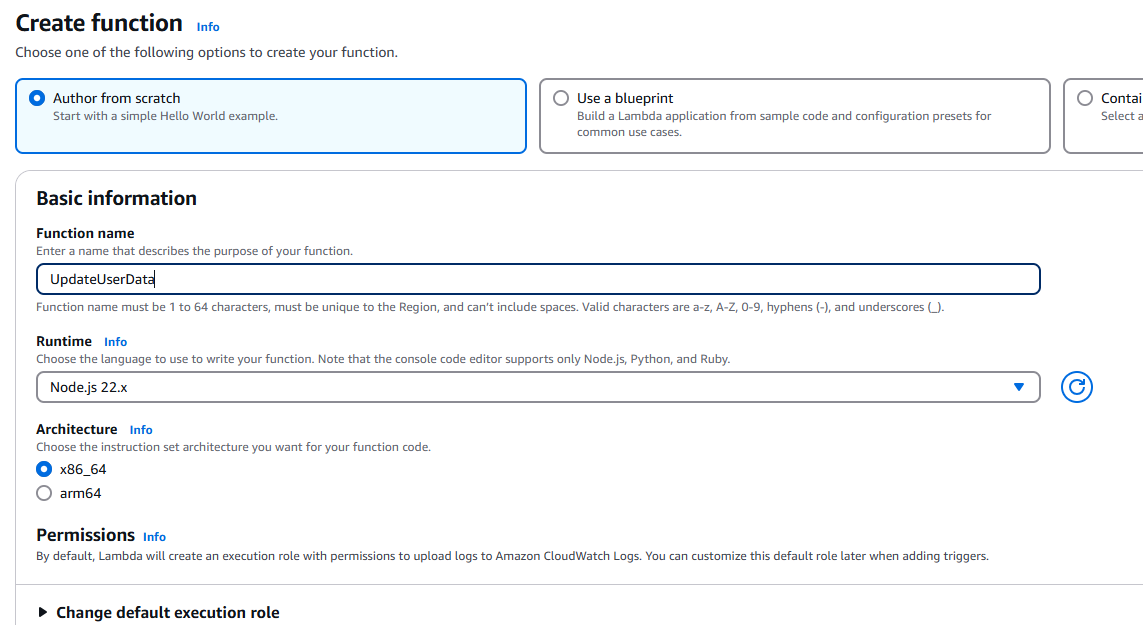 Create function Info
Choose one of the following options to create your function.
Author from scratch
Start with a simple Hello World example.
Use a blueprint
Build a Lambda application from sample code and configuration presets for
common use cases.
Contai
Select a
Basic information
Function name
Enter a name that describes the purpose of your function.
UpdateUserData
Function name must be 1 to 64 characters, must be unique to the Region, and can't include spaces. Valid characters are a-z, A-Z, 0-9, hyphens (-), and underscores (_).
Runtime Info
Choose the language to use to write your function. Note that the console code editor supports only Node.js, Python, and Ruby.
Node.js 22.x
Architecture Info
Choose the instruction set architecture you want for your function code.
x86_64
arm64
Permissions Info
By default, Lambda will create an execution role with permissions to upload logs to Amazon CloudWatch Logs. You can customize this default role later when adding triggers.
Change default execution role